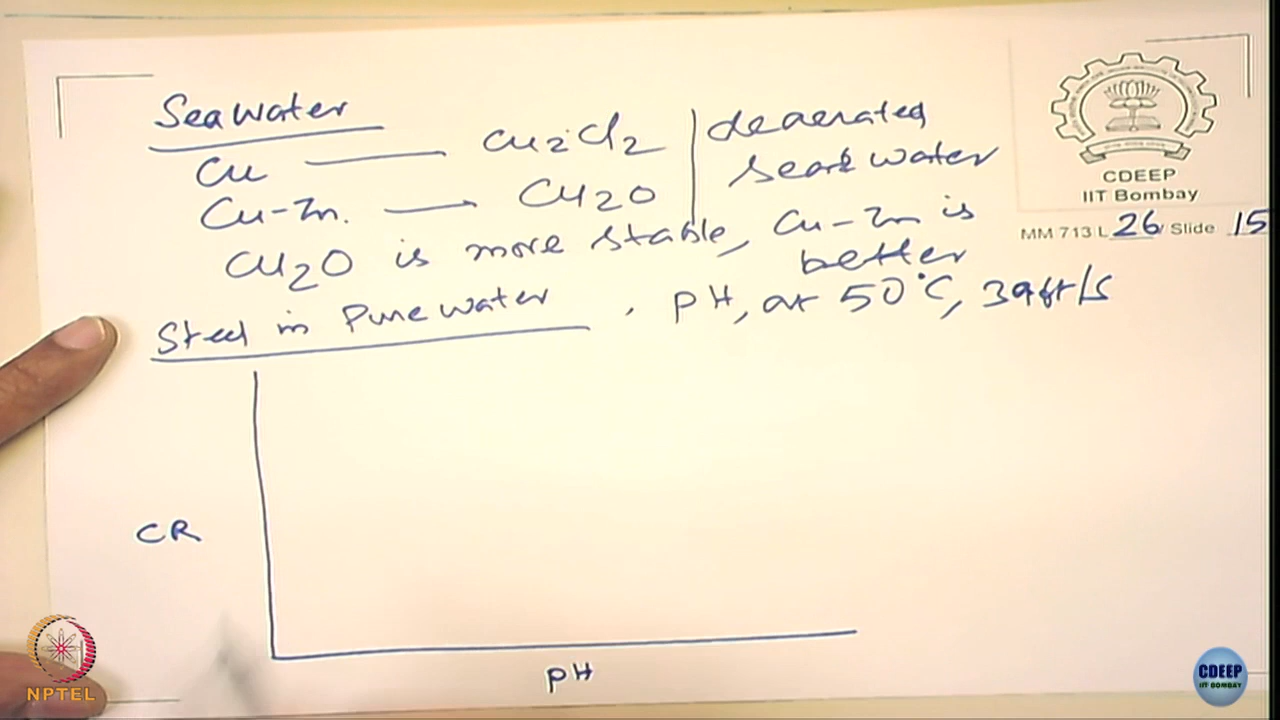 Sea water
Cu —— Cu2Cl2 | deaerated
Cu-Zn. —→ Cu2O | sea water
Cu2O is more stable, Cu-Zn is
better
Steel in Pure water , PH, at 50°C, 39ft/s
CR
PH
CDEEP
IIT Bombay
MM 713 L 26 / Slide 15
NPTEL
CDEEP
IIT BOMBAY